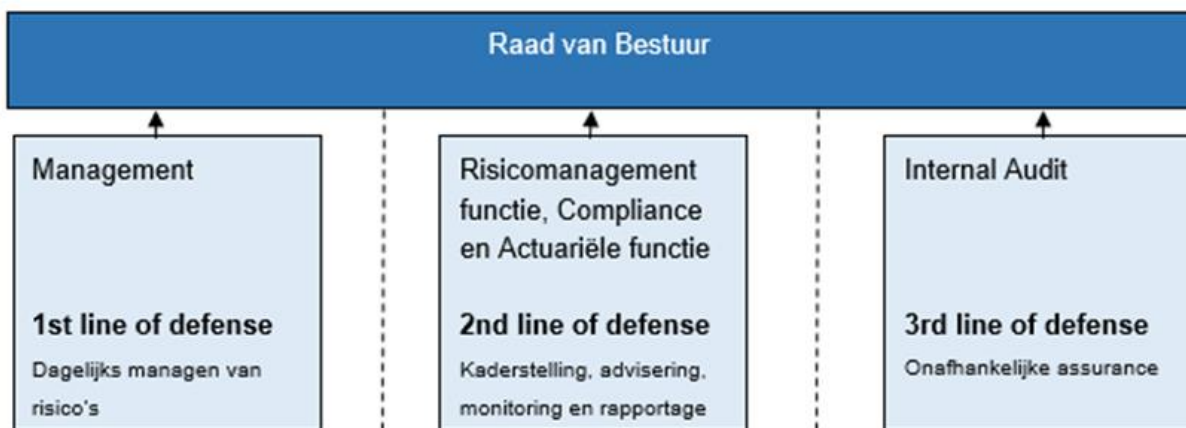 Raad van Bestuur
Management
1st line of defense
Dagelijks managen van
risico's
Risicomanagement
functie, Compliance
en Actuariële functie
2nd line of defense
Kaderstelling, advisering,
monitoring en rapportage
Internal Audit
3rd line of defense
Onafhankelijke assurance